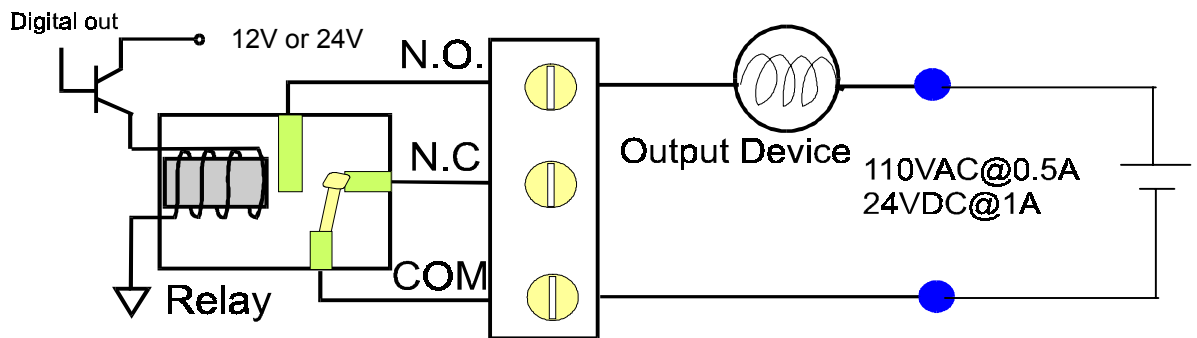 Digital out
12V or 24V
N.O.
N.C
COM
Relay
Output Device
110VAC@0.5A
24VDC@1A